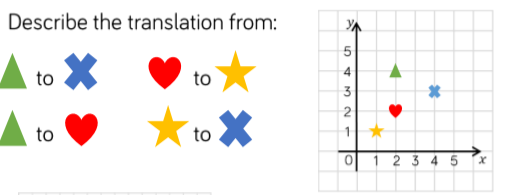 Describe the translation from:
to
to
to
to
y
5
4
3
2
1
0 1 2 3 4 5 x